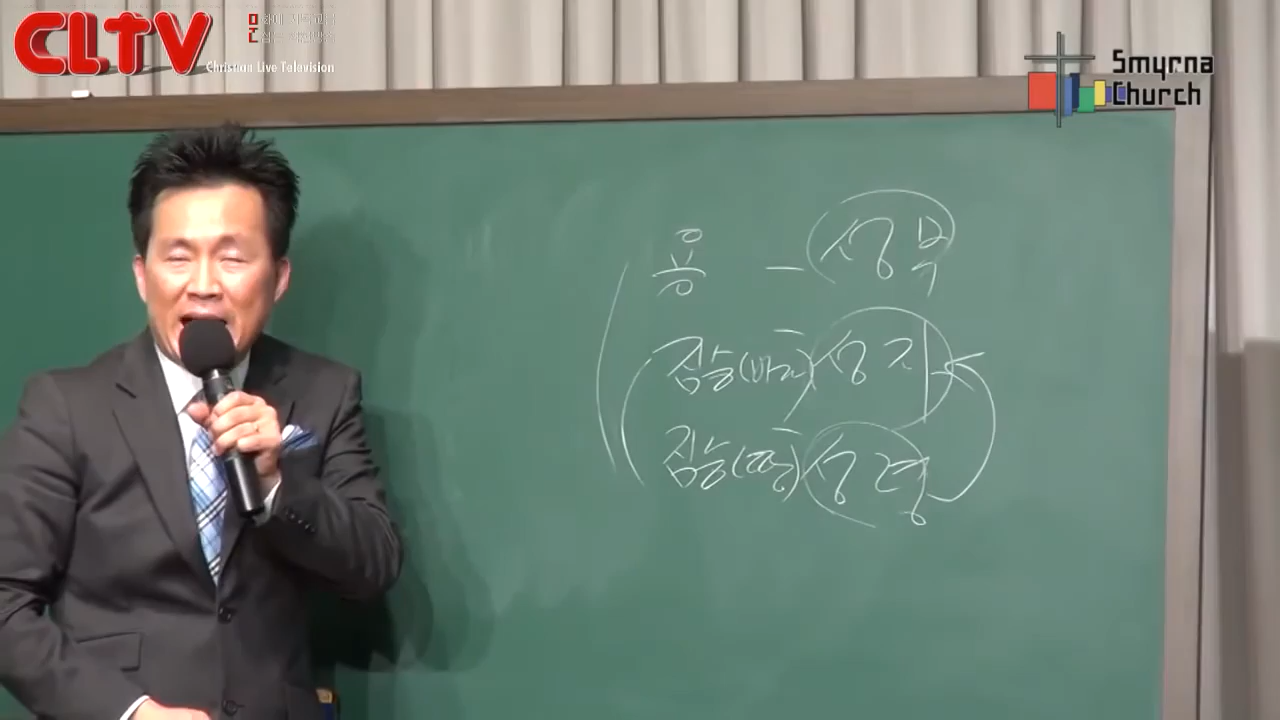 CLTV
Christian Live Television
Smyrna
Church
용 - 성부
짐승(바다) 성자
짐승(땅) 성령